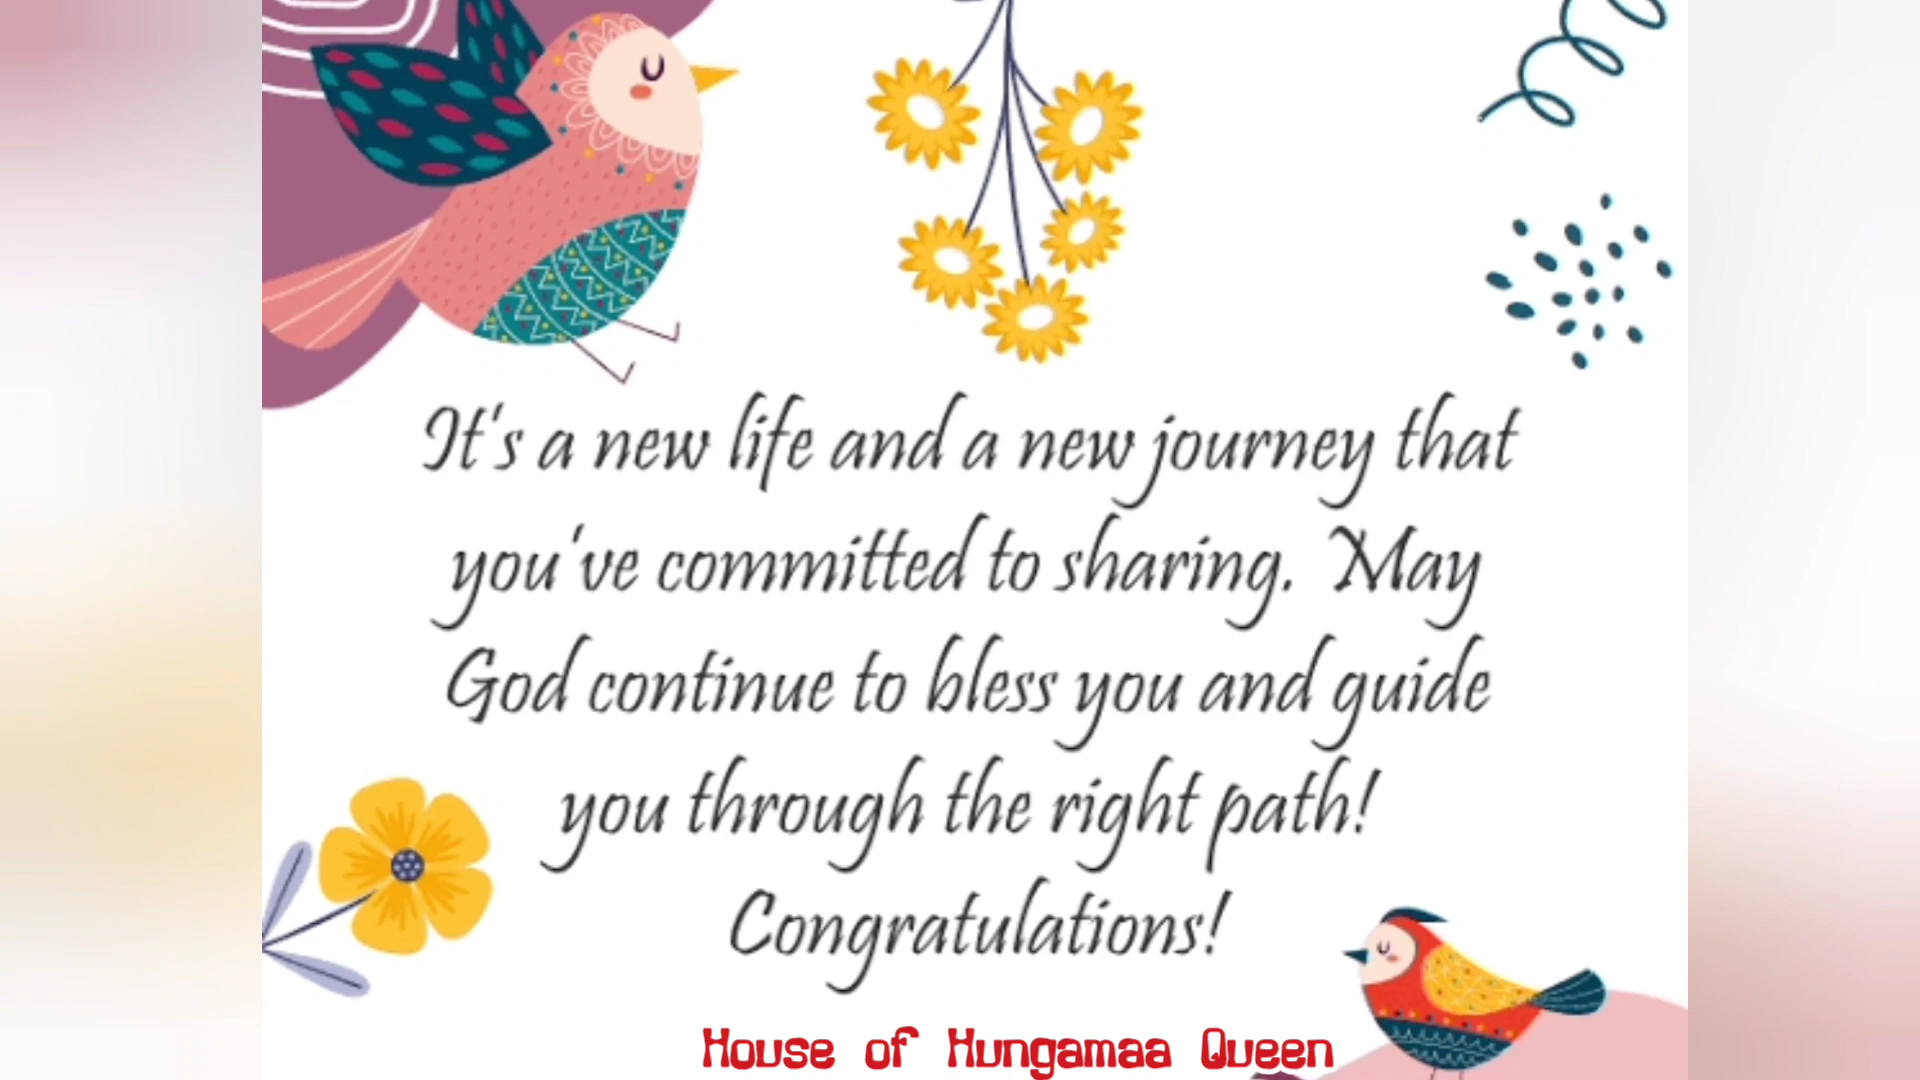 It's a new life and a new journey that
you've committed to sharing. May
God continue to bless you and guide
you through the right path!
Congratulations!
House of Hungamaa Queen